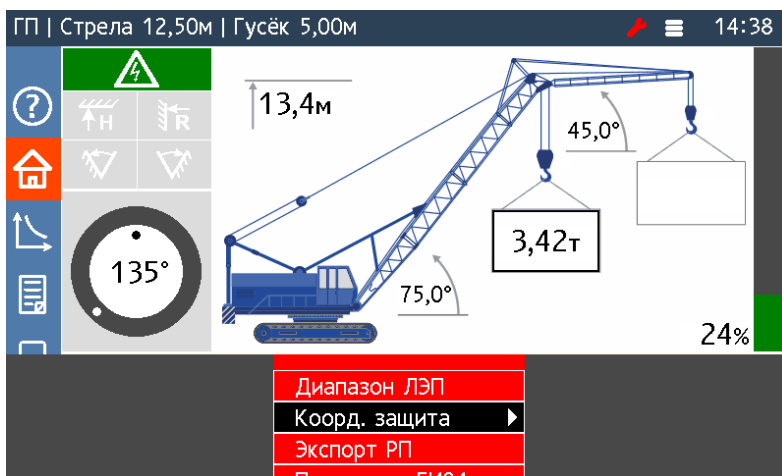 ГП | Стрела 12,50м | Гусёк 5,00м 14:38
?
H R
13,4м
45,0°
3,42т
135°
75,0°
24%
Диапазон ЛЭП
Коорд. защита
Экспорт РП